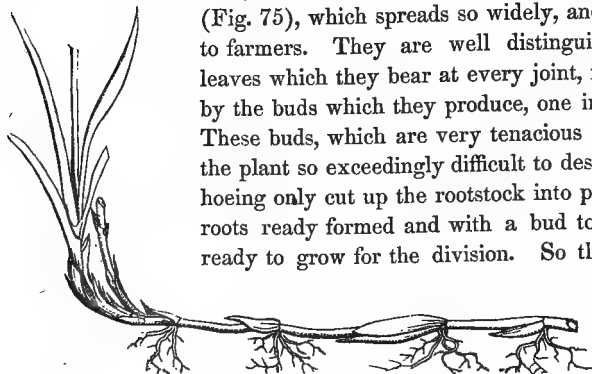 (Fig. 75), which spreads so widely, and
to farmers. They are well distingui
leaves which they bear at every joint,
by the buds which they produce, one in
These buds, which are very tenacious
the plant so exceedingly difficult to des
hoeing only cut up the rootstock into p
roots ready formed and with a bud to
ready to grow for the division. So th